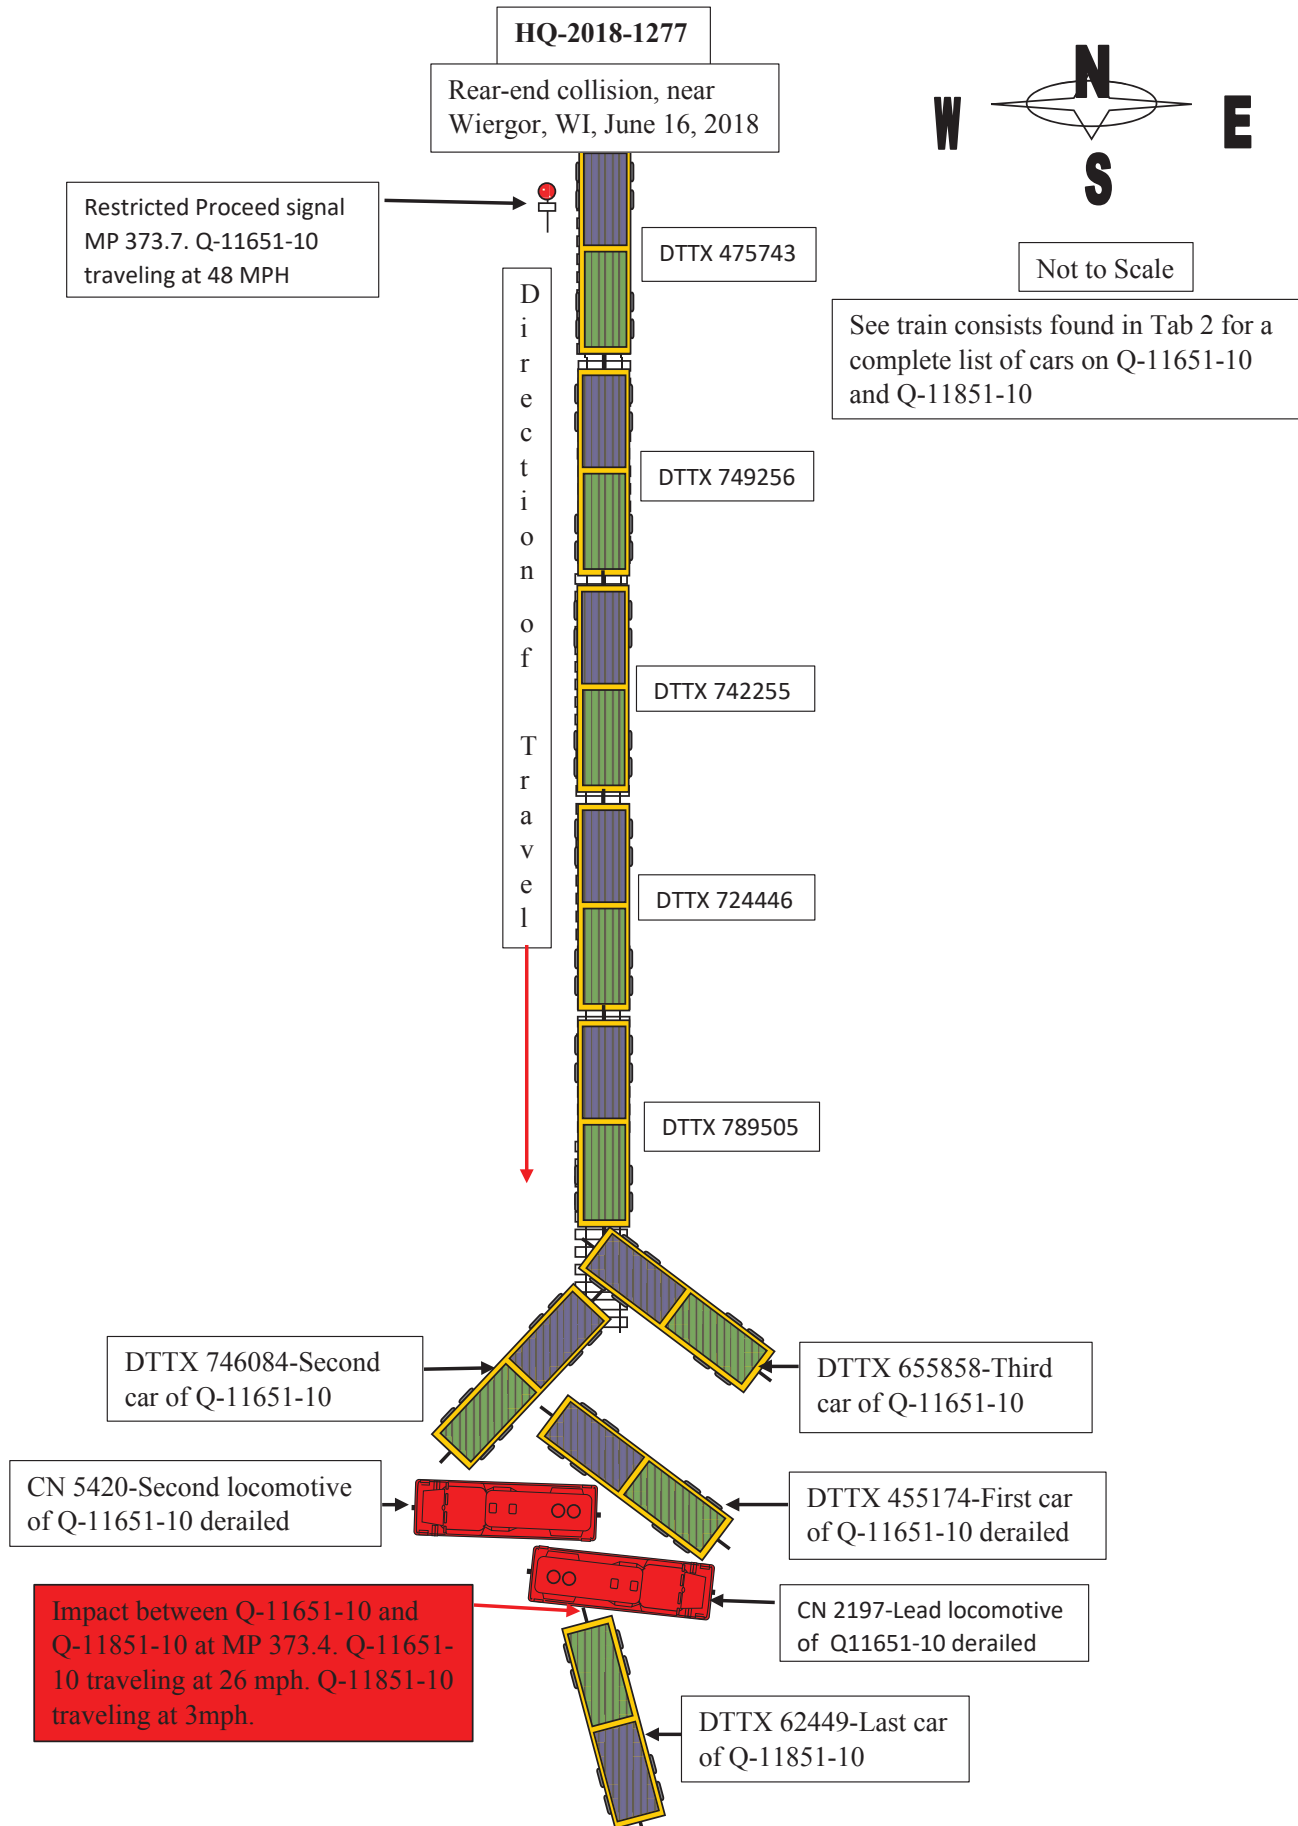 HQ-2018-1277
Rear-end collision, near
Wiergor, WI, June 16, 2018
N
W
E
S
Restricted Proceed signal
MP 373.7. Q-11651-10
traveling at 48 MPH
DTTX 475743
Not to Scale
See train consists found in Tab 2 for a
complete list of cars on Q-11651-10
and Q-11851-10
Direction of Travel
DTTX 749256
DTTX 742255
DTTX 724446
DTTX 789505
DTTX 746084-Second
car of Q-11651-10
DTTX 655858-Third
car of Q-11651-10
CN 5420-Second locomotive
of Q-11651-10 derailed
DTTX 455174-First car
of Q-11651-10 derailed
Impact between Q-11651-10 and
Q-11851-10 at MP 373.4. Q-11651-
10 traveling at 26 mph. Q-11851-10
traveling at 3mph.
CN 2197-Lead locomotive
of Q11651-10 derailed
DTTX 62449-Last car
of Q-11851-10